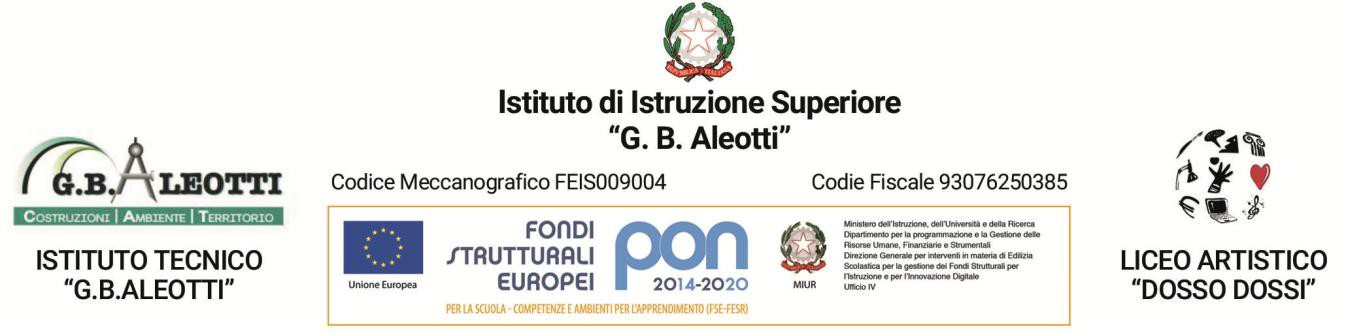 REPUBBLICA ITALIANA
Istituto di Istruzione Superiore
“G. B. Aleotti”
Codice Meccanografico FEIS009004
Codie Fiscale 93076250385
G.B.ALEOTTI
COSTRUZIONI | AMBIENTE | TERRITORIO
ISTITUTO TECNICO
“G.B.ALEOTTI”
Unione Europea
FONDI
STRUTTURALI
EUROPEI
pon
2014-2020
PER LA SCUOLA - COMPETENZE E AMBIENTI PER L'APPRENDIMENTO (FSE-FESR)
MIUR
Ministero dell'Istruzione, dell'Università e della Ricerca
Dipartimento per la programmazione e la Gestione delle
Risorse Umane, Finanziarie e Strumentali
Direzione Generale per interventi in materia di Edilizia
Scolastica per la gestione dei Fondi Strutturali per
l'Istruzione e per l'Innovazione Digitale
Ufficio IV
LICEO ARTISTICO
“DOSSO DOSSI”